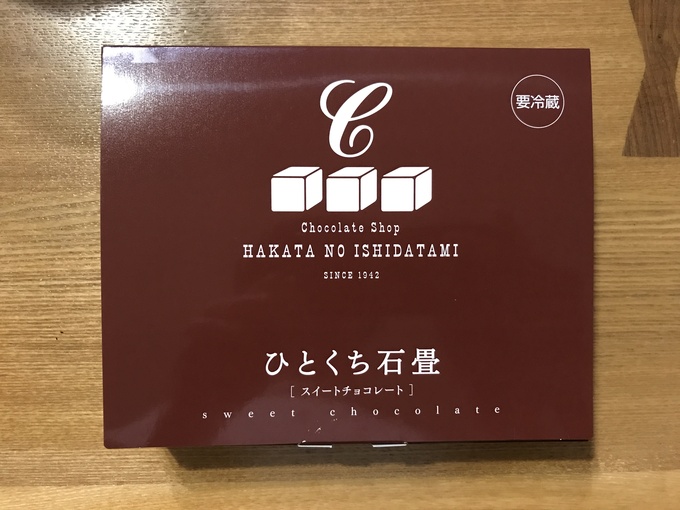 要冷蔵
C
Chocolate Shop
HAKATA NO ISHIDATAMI
SINCE 1942
ひとくち石畳
[ スイートチョコレート ]
sweet chocolate